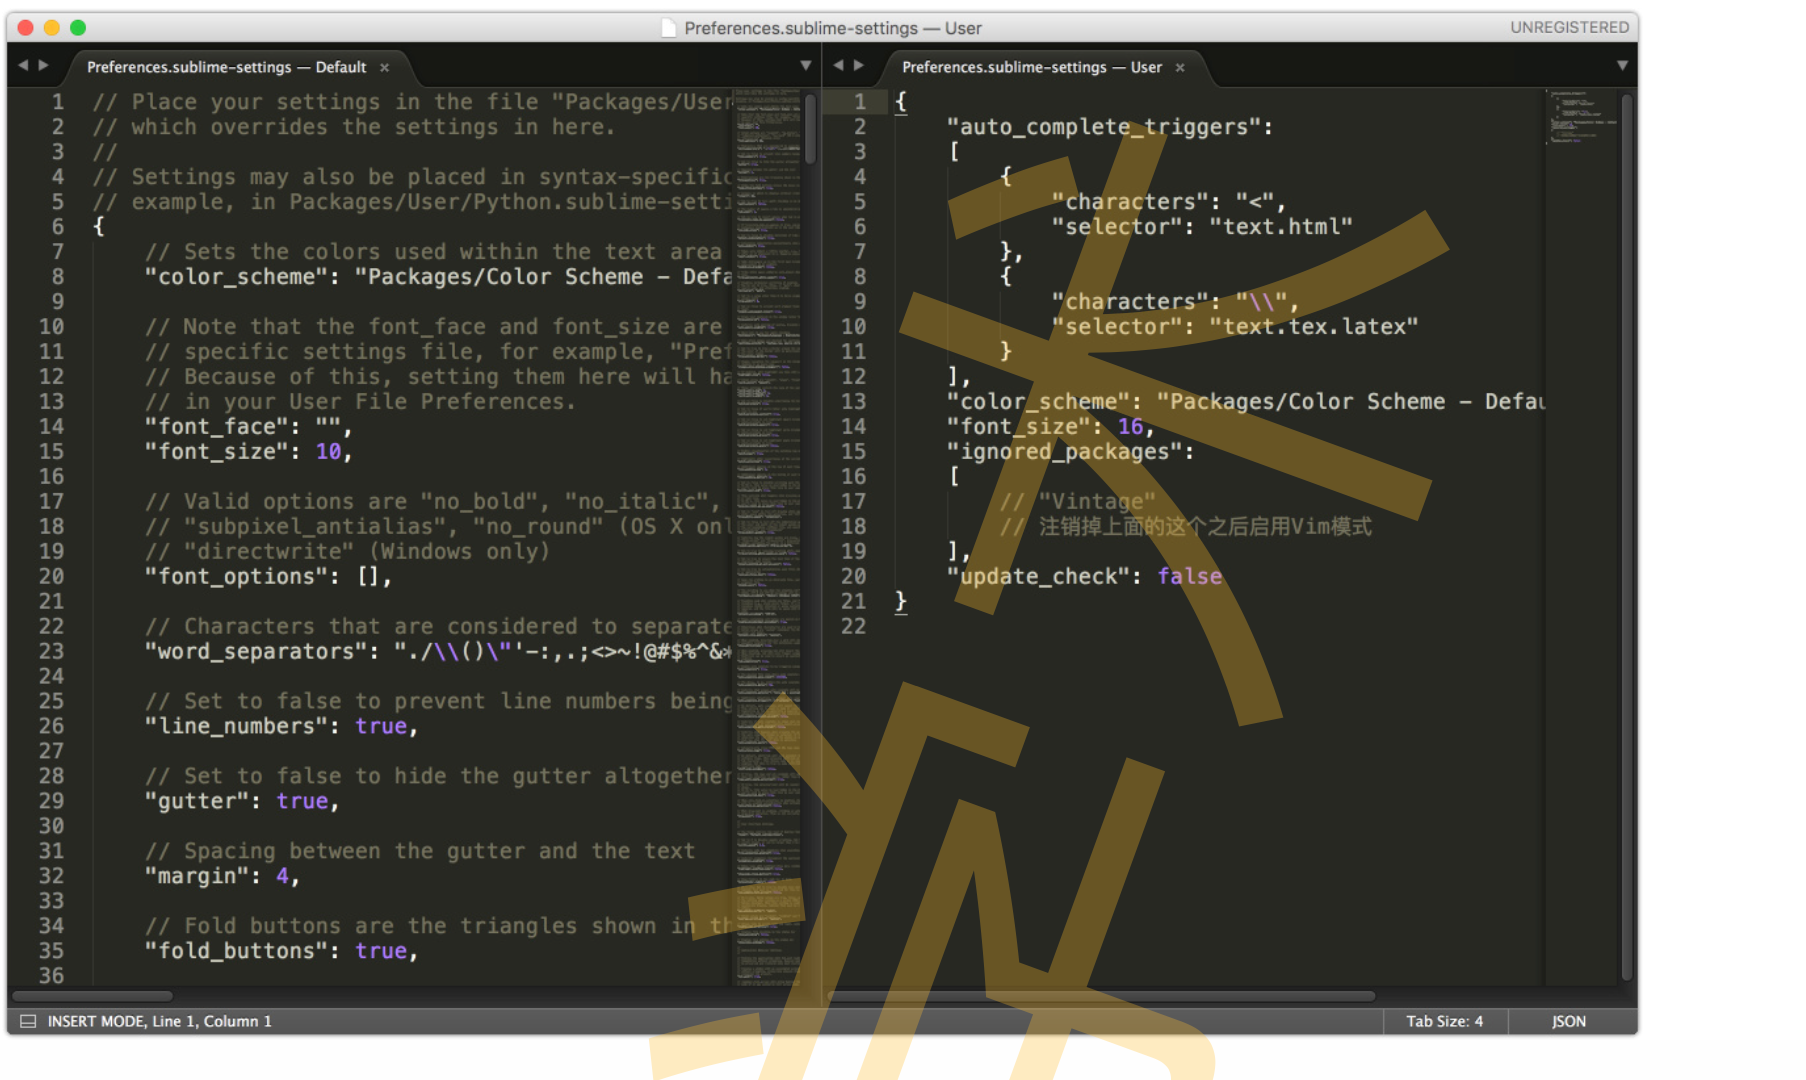 Preferences.sublime-settings — User
UNREGISTERED
Preferences.sublime-settings — Default ×
1 // Place your settings in the file "Packages/User
2 // which overrides the settings in here.
3 //
4 // Settings may also be placed in syntax-specific
5 // example, in Packages/User/Python.sublime-setti
6 {
7 // Sets the colors used within the text area
8 "color_scheme": "Packages/Color Scheme - Defa
9
10 // Note that the font_face and font_size are
11 // specific settings file, for example, "Pref
12 // Because of this, setting them here will ha
13 // in your User File Preferences.
14 "font_face": "",
15 "font_size": 10,
16
17 // Valid options are "no_bold", "no_italic",
18 // "subpixel_antialias", "no_round" (OS X onl
19 // "directwrite" (Windows only)
20 "font_options": [],
21
22 // Characters that are considered to separate
23 "word_separators": "./\\()\"'-:,.;<>~!@#$%^&*
24
25 // Set to false to prevent line numbers being
26 "line_numbers": true,
27
28 // Set to false to hide the gutter altogether
29 "gutter": true,
30
31 // Spacing between the gutter and the text
32 "margin": 4,
33
34 // Fold buttons are the triangles shown in th
35 "fold_buttons": true,
36
Preferences.sublime-settings — User ×
1 {
2 "auto_complete_triggers":
3 [
4 {
5 "characters": "<",
6 "selector": "text.html"
7 },
8 {
9 "characters": "\\",
10 "selector": "text.tex.latex"
11 }
12 ],
13 "color_scheme": "Packages/Color Scheme - Defau
14 "font_size": 16,
15 "ignored_packages":
16 [
17 // "Vintage"
18 // 注销掉上面的这个之后启用Vim模式
19 ],
20 "update_check": false
21 }
22
INSERT MODE, Line 1, Column 1
Tab Size: 4
JSON